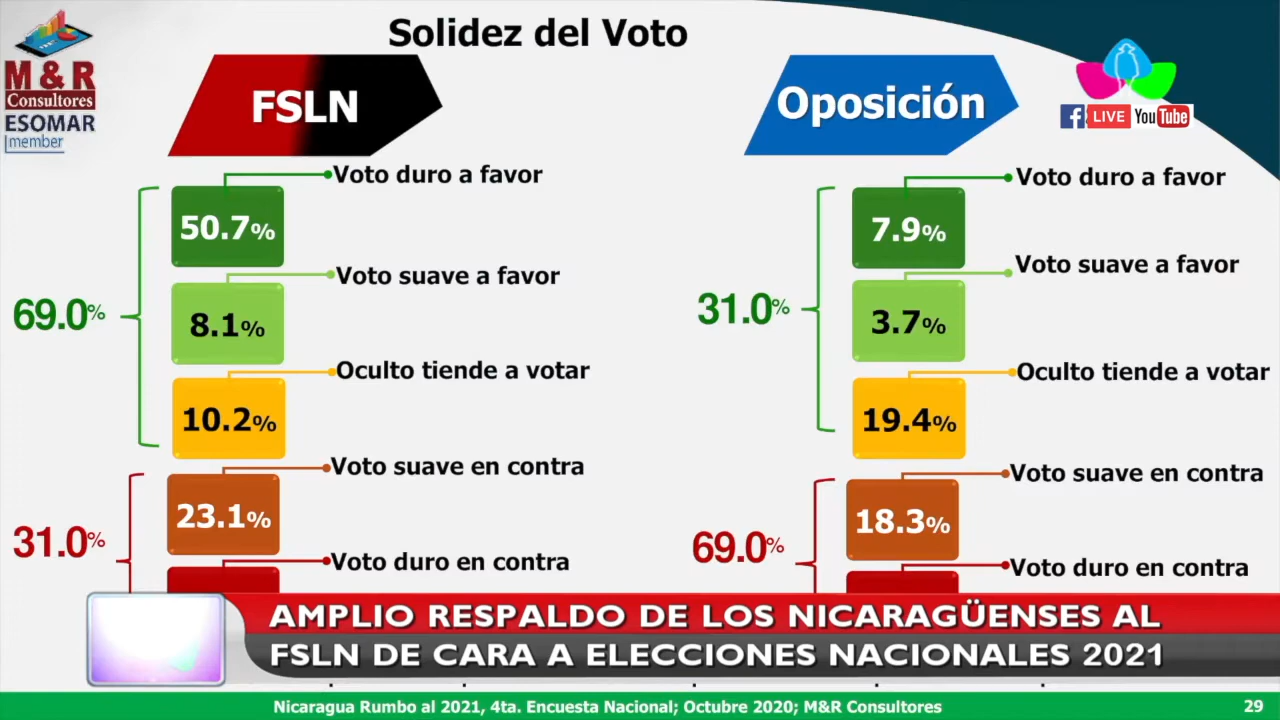 Solidez del Voto
M & R
Consultores
ESOMAR
member
FSLN
Oposición
f LIVE YouTube
Voto duro a favor
50.7%
Voto suave a favor
8.1%
69.0%
Oculto tiende a votar
10.2%
Voto suave en contra
23.1%
31.0%
Voto duro en contra
Voto duro a favor
7.9%
Voto suave a favor
3.7%
31.0%
Oculto tiende a votar
19.4%
Voto suave en contra
18.3%
69.0%
Voto duro en contra
AMPLIO RESPALDO DE LOS NICARAGÜENSES AL
FSLN DE CARA A ELECCIONES NACIONALES 2021
Nicaragua Rumbo al 2021, 4ta. Encuesta Nacional; Octubre 2020; M&R Consultores
29